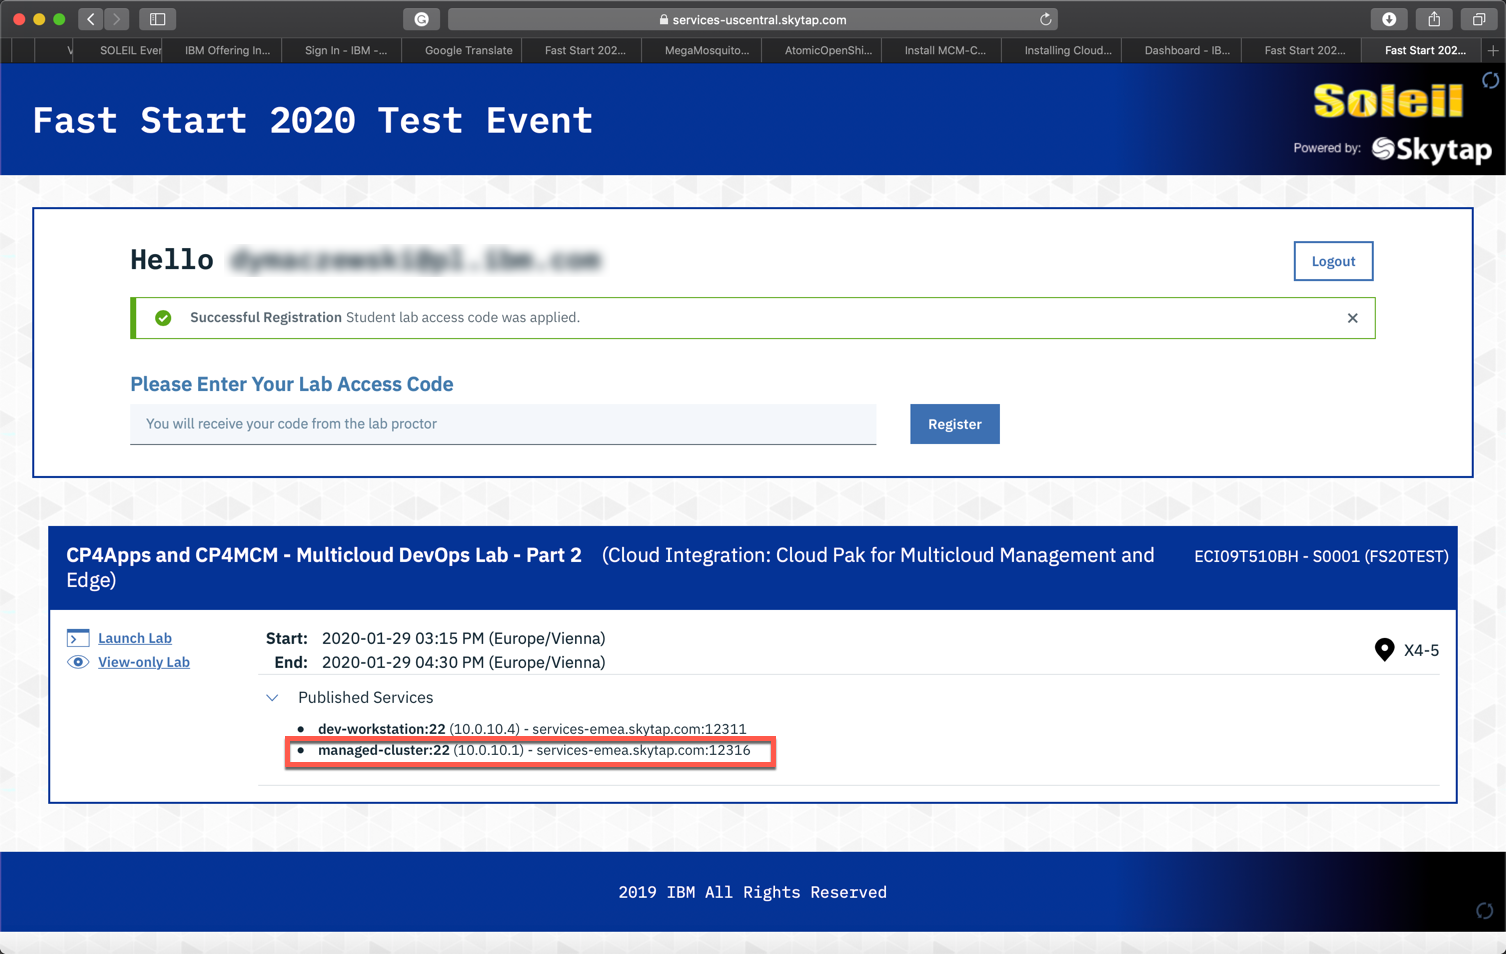 services-uscentral.skytap.com
SOLEIL Ever
IBM Offering In...
Sign In - IBM -...
Google Translate
Fast Start 202...
MegaMosquito...
AtomicOpenShi...
Install MCM-C...
Installing Cloud...
Dashboard - IB...
Fast Start 202...
Fast Start 202...
Fast Start 2020 Test Event
Soleil
Powered by: Skytap
Hello
Logout
Successful Registration Student lab access code was applied.
Please Enter Your Lab Access Code
You will receive your code from the lab proctor
Register
CP4Apps and CP4MCM - Multicloud DevOps Lab - Part 2 (Cloud Integration: Cloud Pak for Multicloud Management and
Edge)
ECI09T510BH - S0001 (FS20TEST)
Launch Lab
View-only Lab
Start: 2020-01-29 03:15 PM (Europe/Vienna)
End: 2020-01-29 04:30 PM (Europe/Vienna)
X4-5
Published Services
dev-workstation:22 (10.0.10.4) - services-emea.skytap.com:12311
managed-cluster:22 (10.0.10.1) - services-emea.skytap.com:12316
2019 IBM All Rights Reserved